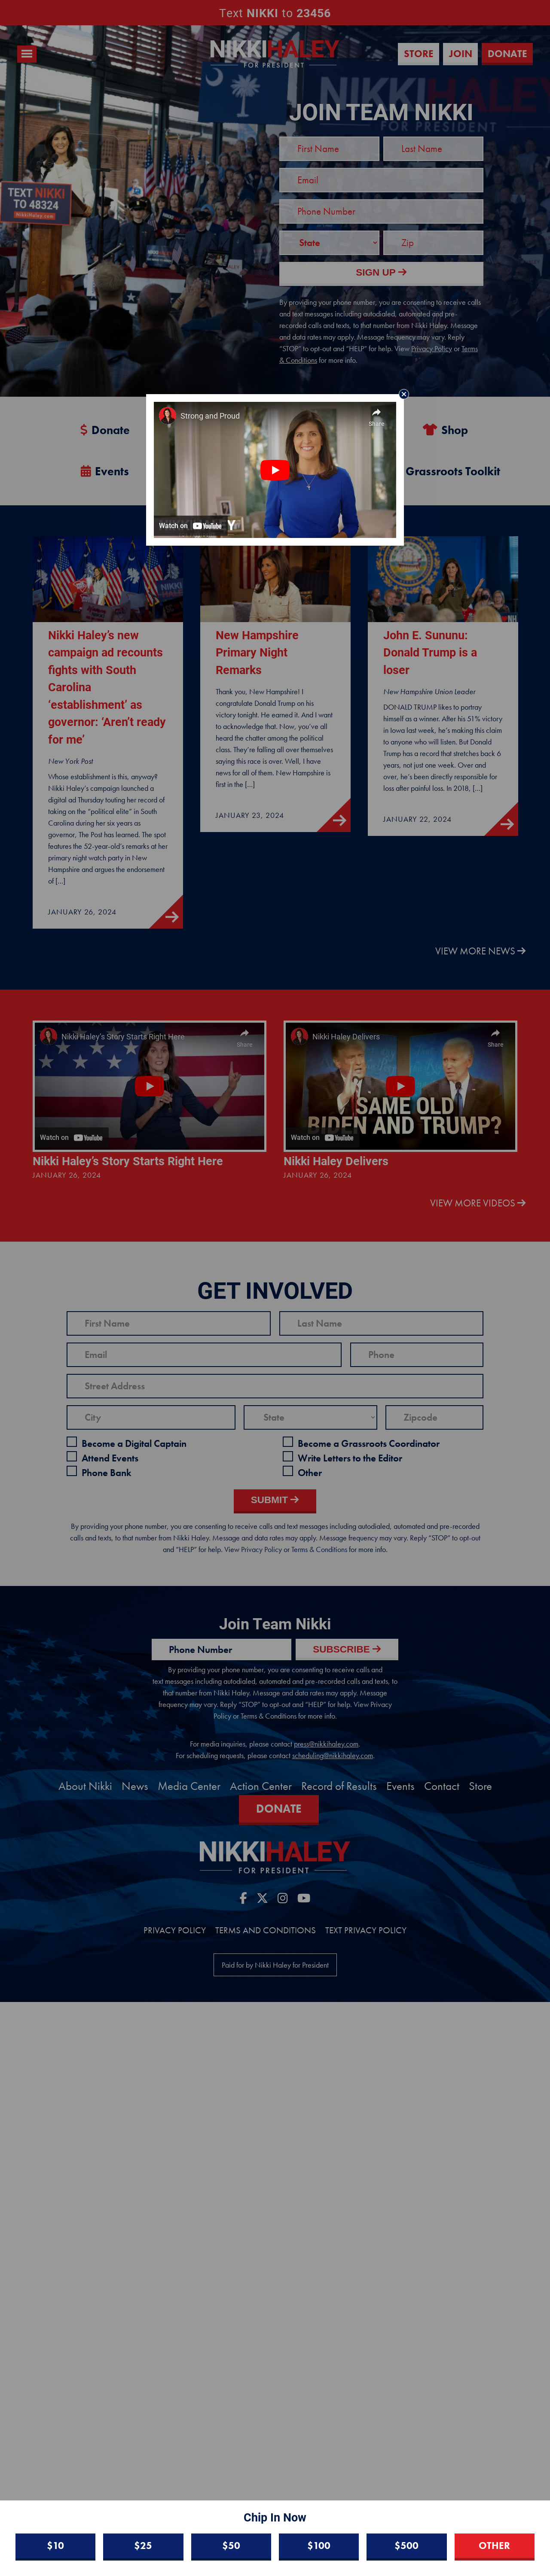 Text NIKKI to 23456
NIKKIHALEY
FOR PRESIDENT
STORE
JOIN
DONATE
TEXT NIKKI
TO 48324
NikkiHaley.com
NIKKI HALEY
FOR PRESIDENT
JOIN TEAM NIKKI
First Name
Last Name
Email
Phone Number
State
Zip
SIGN UP
By providing your phone number, you are consenting to receive calls
and text messages including autodialed, automated and pre-
recorded calls and texts, to that number from Nikki Haley. Message
and data rates may apply. Message frequency may vary. Reply
"STOP" to opt-out and "HELP" for help. View Privacy Policy or Terms
& Conditions for more info.
Donate
Shop
Events
Grassroots Toolkit
Strong and Proud
Share
Watch on YouTube
Nikki Haley's new
campaign ad recounts
fights with South
Carolina
'establishment' as
governor: 'Aren't ready
for me'
New York Post
Whose establishment is this, anyway?
Nikki Haley's campaign launched a
digital ad Thursday touting her record of
taking on the "political elite" in South
Carolina during her six years as
governor, The Post has learned. The spot
features the 52-year-old's remarks at her
primary night watch party in New
Hampshire and argues the endorsement
of [...]
JANUARY 26, 2024
New Hampshire
Primary Night
Remarks
Thank you, New Hampshire! I
congratulate Donald Trump on his
victory tonight. He earned it. And I want
to acknowledge that. Now, you've all
heard the chatter among the political
class. They're falling all over themselves
saying this race is over. Well, I have
news for all of them. New Hampshire is
first in the [...]
JANUARY 23, 2024
John E. Sununu:
Donald Trump is a
loser
New Hampshire Union Leader
DONALD TRUMP likes to portray
himself as a winner. After his 51% victory
in Iowa last week, he's making this claim
to anyone who will listen. But Donald
Trump has a record that stretches back 6
years, not just one week. Over and
over, he's been directly responsible for
loss after painful loss. In 2018, [...]
JANUARY 22, 2024
VIEW MORE NEWS
Nikki Haley's Story Starts Right Here
Share
Watch on YouTube
Nikki Haley's Story Starts Right Here
JANUARY 26, 2024
Nikki Haley Delivers
Share
SAME OLD
BIDEN AND TRUMP?
Watch on YouTube
Nikki Haley Delivers
JANUARY 26, 2024
VIEW MORE VIDEOS
GET INVOLVED
First Name
Last Name
Email
Phone
Street Address
City
State
Zipcode
Become a Digital Captain
Become a Grassroots Coordinator
Attend Events
Write Letters to the Editor
Phone Bank
Other
SUBMIT
By providing your phone number, you are consenting to receive calls and text messages including autodialed, automated and pre-recorded
calls and texts, to that number from Nikki Haley. Message and data rates may apply. Message frequency may vary. Reply "STOP" to opt-out
and "HELP" for help. View Privacy Policy or Terms & Conditions for more info.
Join Team Nikki
Phone Number
SUBSCRIBE
By providing your phone number, you are consenting to receive calls and
text messages including autodialed, automated and pre-recorded calls and texts, to
that number from Nikki Haley. Message and data rates may apply. Message
frequency may vary. Reply "STOP" to opt-out and "HELP" for help. View Privacy
Policy or Terms & Conditions for more info.
For media inquiries, please contact press@nikkihaley.com.
For scheduling requests, please contact scheduling@nikkihaley.com.
About Nikki
News
Media Center
Action Center
Record of Results
Events
Contact
Store
DONATE
NIKKIHALEY
FOR PRESIDENT
PRIVACY POLICY
TERMS AND CONDITIONS
TEXT PRIVACY POLICY
Paid for by Nikki Haley for President
Chip In Now
$10
$25
$50
$100
$500
OTHER